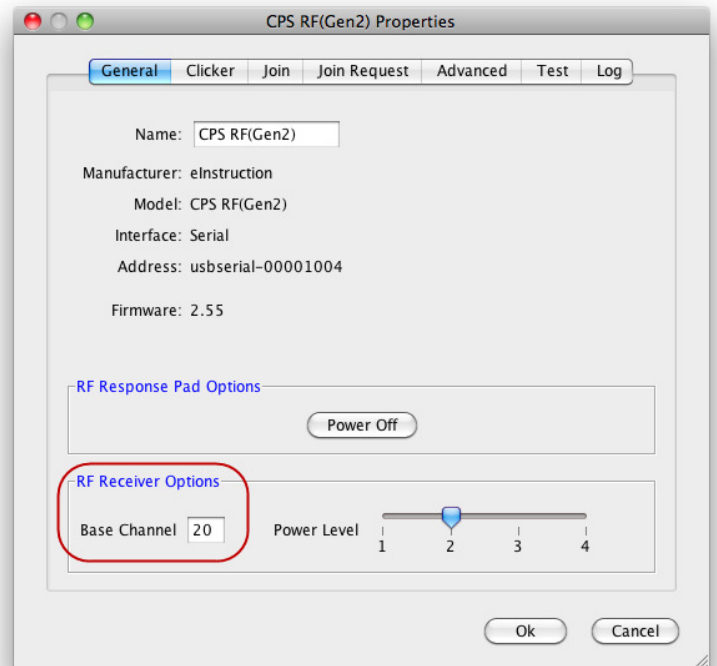 CPS RF(Gen2) Properties
General Clicker Join Join Request Advanced Test Log
Name: CPS RF(Gen2)
Manufacturer: eInstruction
Model: CPS RF(Gen2)
Interface: Serial
Address: usbserial-00001004
Firmware: 2.55
RF Response Pad Options
Power Off
RF Receiver Options
Base Channel 20 Power Level
1 2 3 4
Ok Cancel